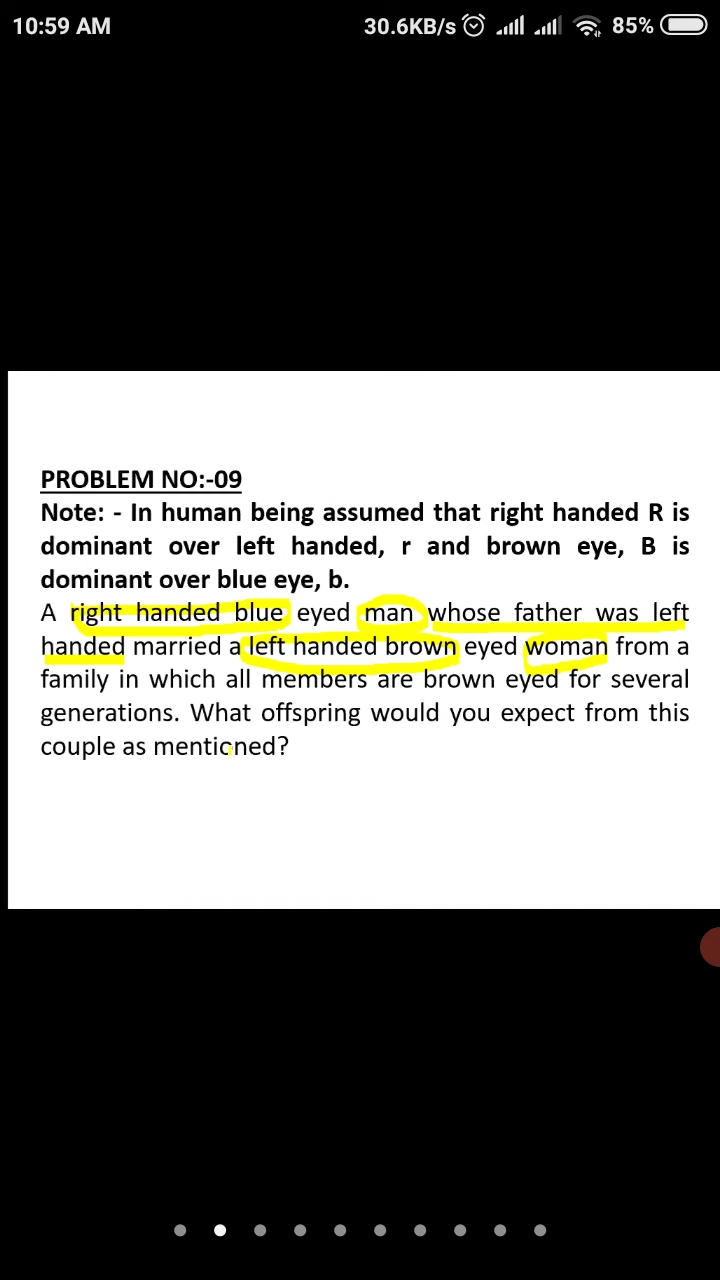 10:59 AM 30.6KB/s 85%
PROBLEM NO:-09
Note: - In human being assumed that right handed R is
dominant over left handed, r and brown eye, B is
dominant over blue eye, b.
A right handed blue eyed man whose father was left
handed married a left handed brown eyed woman from a
family in which all members are brown eyed for several
generations. What offspring would you expect from this
couple as mentioned?